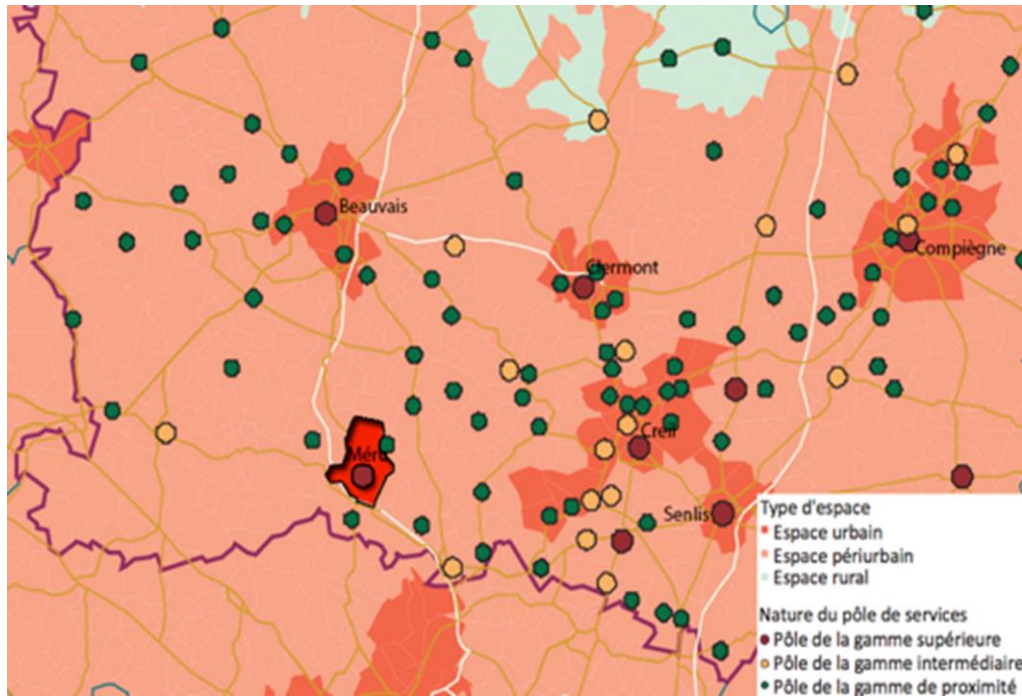 Beauvais
Clermont
Compiègne
Méru
Creil
Senlis
Type d'espace
Espace urbain
Espace périurbain
Espace rural
Nature du pôle de services
Pôle de la gamme supérieure
Pôle de la gamme intermédiaire
Pôle de la gamme de proximité